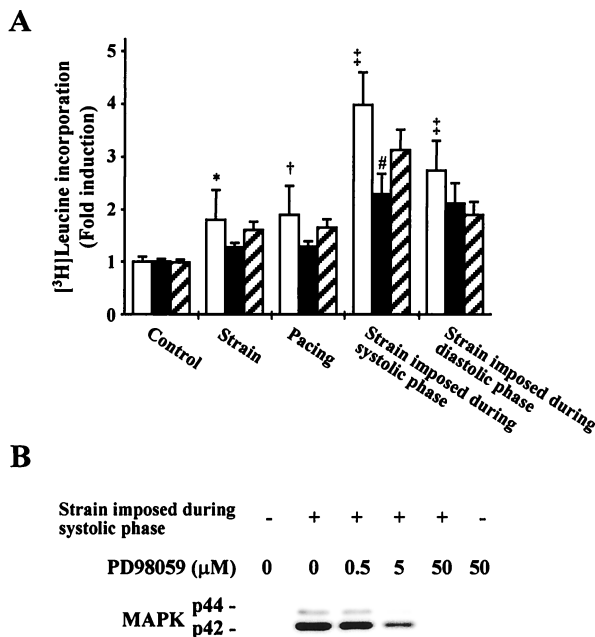 A
[³H]Leucine incorporation
(Fold induction)
5
4
3
2
1
0
*
†
‡
#
‡
Control
Strain
Pacing
Strain imposed during
systolic phase
Strain imposed during
diastolic phase
B
Strain imposed during
systolic phase
- + + + + -
PD98059 (μM) 0 0 0.5 5 50 50
MAPK
p44 -
p42 -